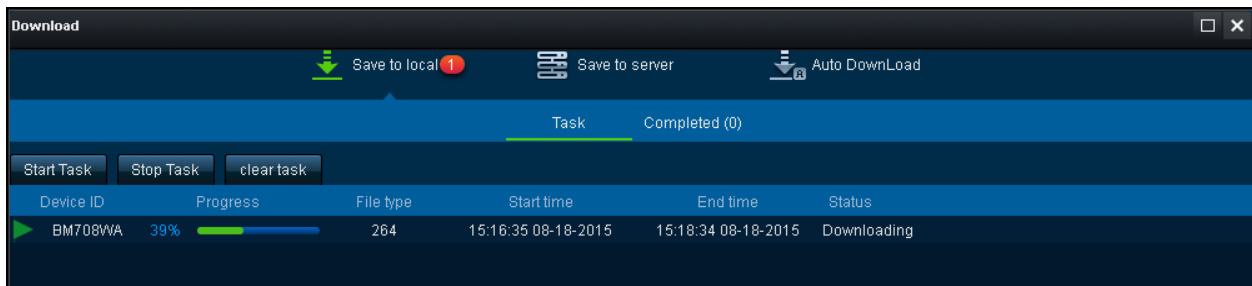 Download
Save to local 1 Save to server Auto DownLoad
Task Completed (0)
Start Task Stop Task clear task
Device ID Progress File type Start time End time Status
BM708WA 39% 264 15:16:35 08-18-2015 15:18:34 08-18-2015 Downloading